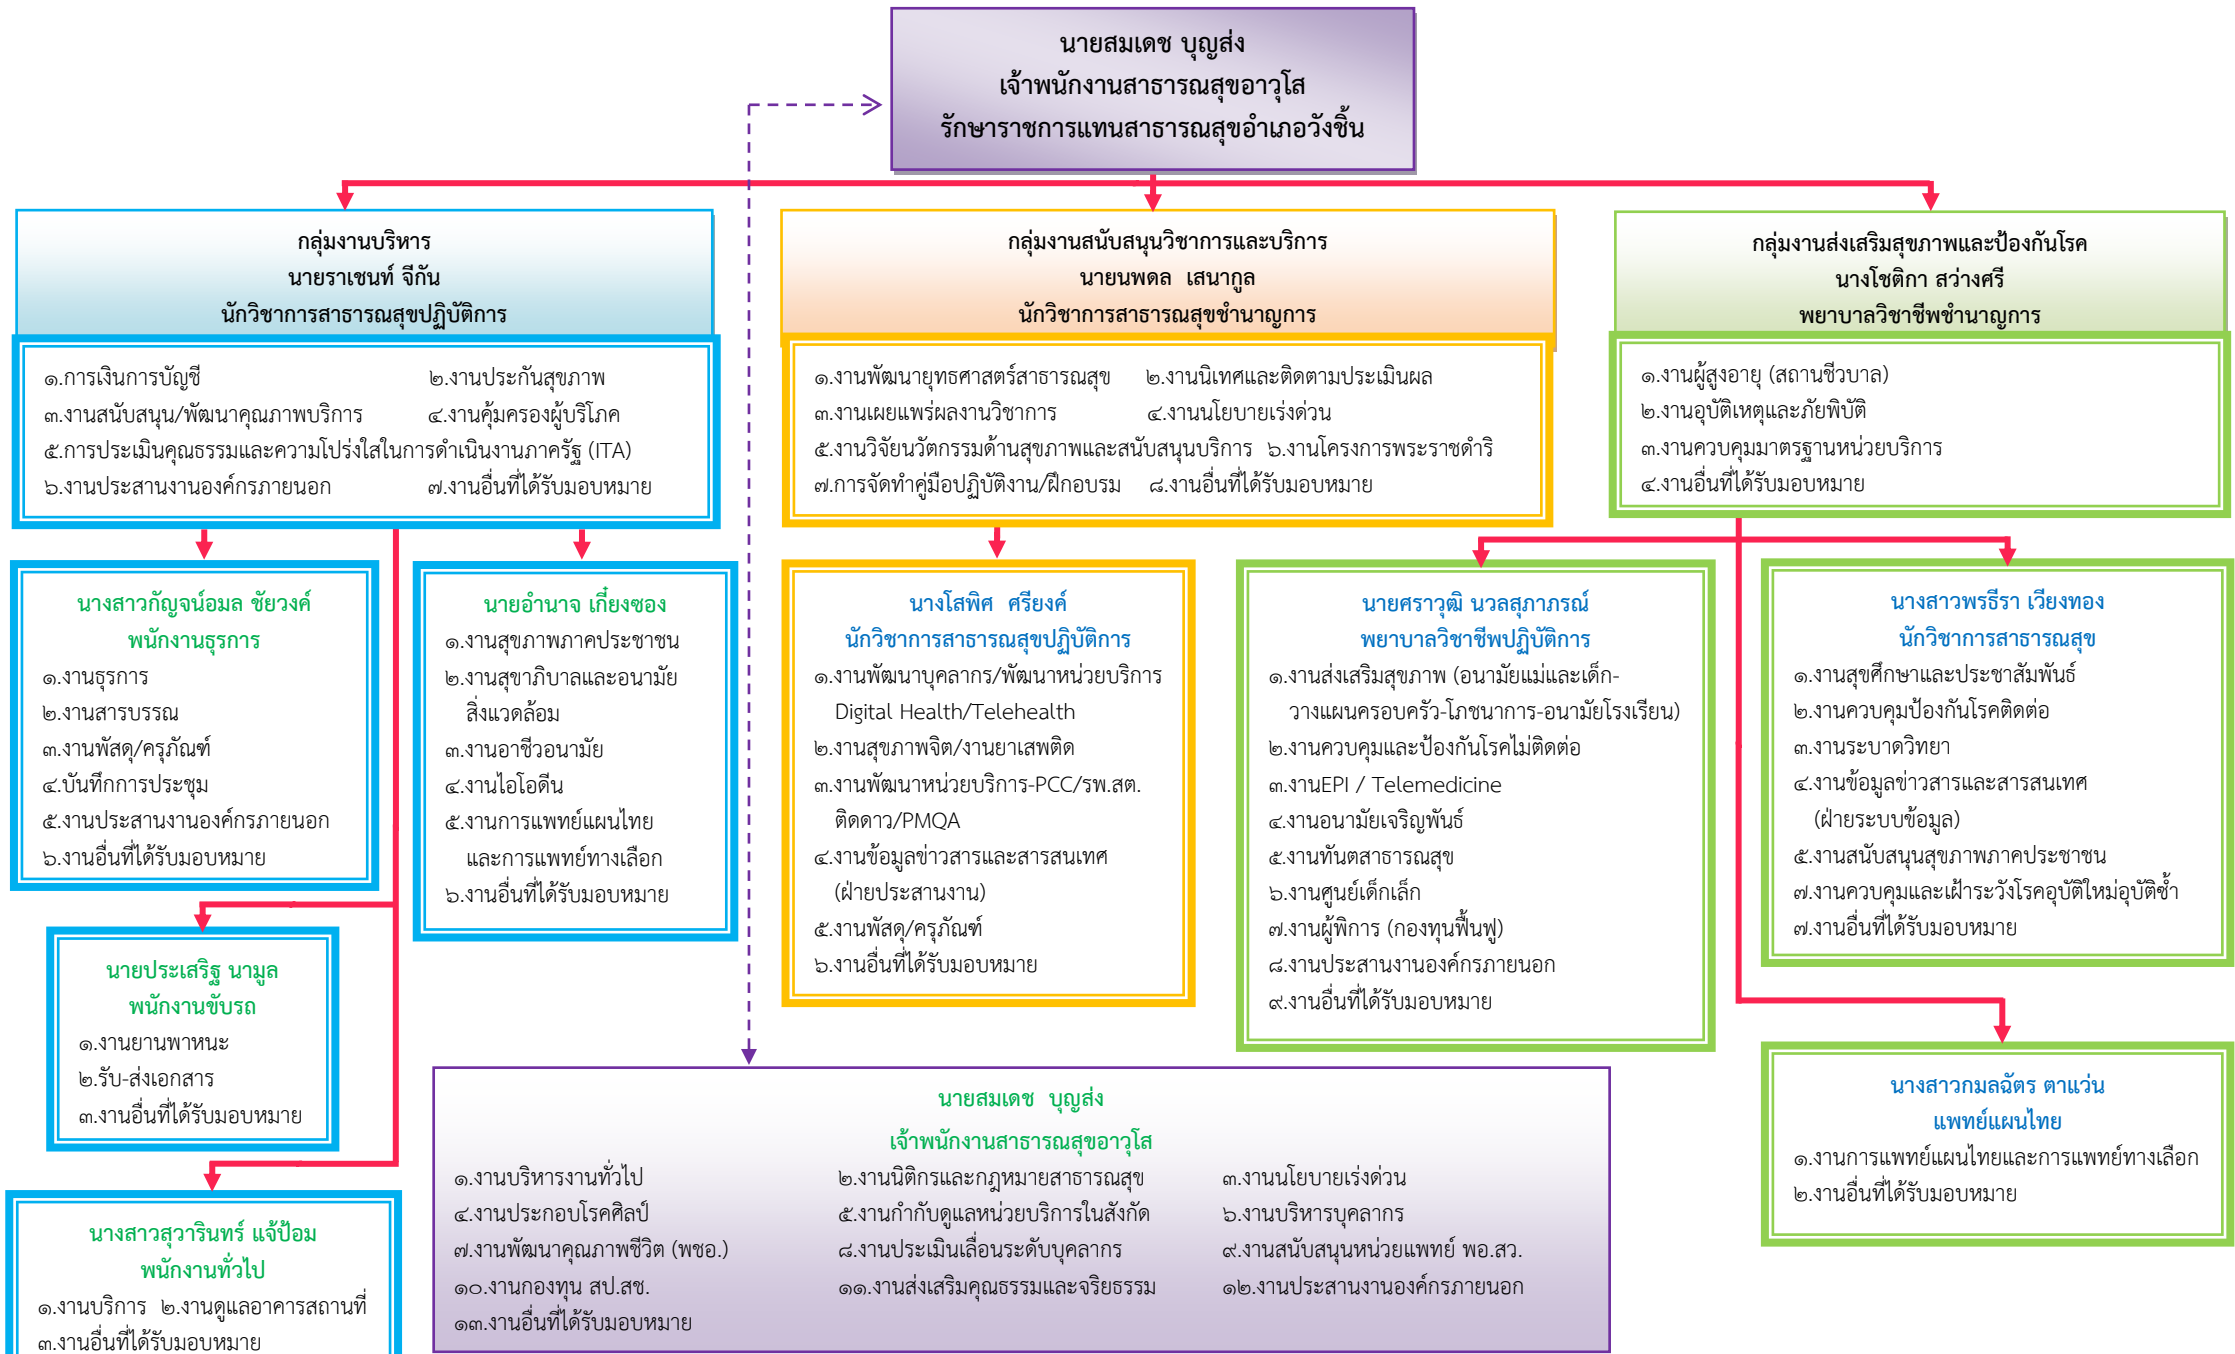 นายสมเดช บุญส่ง
เจ้าพนักงานสาธารณสุขอาวุโส
รักษาราชการแทนสาธารณสุขอำเภอวังชิ้น
กลุ่มงานบริหาร
นายราเชนท์ จีกัน
นักวิชาการสาธารณสุขปฏิบัติการ
๑.การเงินการบัญชี ๒.งานประกันสุขภาพ
๓.งานสนับสนุน/พัฒนาคุณภาพบริการ ๔.งานคุ้มครองผู้บริโภค
๕.การประเมินคุณธรรมและความโปร่งใสในการดำเนินงานภาครัฐ (ITA)
๖.งานประสานงานองค์กรภายนอก ๗.งานอื่นที่ได้รับมอบหมาย
กลุ่มงานสนับสนุนวิชาการและบริการ
นายนพดล เสนากูล
นักวิชาการสาธารณสุขชำนาญการ
๑.งานพัฒนายุทธศาสตร์สาธารณสุข ๒.งานนิเทศและติดตามประเมินผล
๓.งานเผยแพร่ผลงานวิชาการ ๔.งานนโยบายเร่งด่วน
๕.งานวิจัยนวัตกรรมด้านสุขภาพและสนับสนุนบริการ ๖.งานโครงการพระราชดำริ
๗.การจัดทำคู่มือปฏิบัติงาน/ฝึกอบรม ๘.งานอื่นที่ได้รับมอบหมาย
กลุ่มงานส่งเสริมสุขภาพและป้องกันโรค
นางโชติกา สว่างศรี
พยาบาลวิชาชีพชำนาญการ
๑.งานผู้สูงอายุ (สถานชีวบาล)
๒.งานอุบัติเหตุและภัยพิบัติ
๓.งานควบคุมมาตรฐานหน่วยบริการ
๔.งานอื่นที่ได้รับมอบหมาย
นางสาวกัญจน์อมล ชัยวงค์
พนักงานธุรการ
๑.งานธุรการ
๒.งานสารบรรณ
๓.งานพัสดุ/ครุภัณฑ์
๔.บันทึกการประชุม
๕.งานประสานงานองค์กรภายนอก
๖.งานอื่นที่ได้รับมอบหมาย
นายอำนาจ เกี๋ยงซอง
๑.งานสุขภาพภาคประชาชน
๒.งานสุขาภิบาลและอนามัย
สิ่งแวดล้อม
๓.งานอาชีวอนามัย
๔.งานไอโอดีน
๕.งานการแพทย์แผนไทย
และการแพทย์ทางเลือก
๖.งานอื่นที่ได้รับมอบหมาย
นางโสพิศ ศรียงค์
นักวิชาการสาธารณสุขปฏิบัติการ
๑.งานพัฒนาบุคลากร/พัฒนาหน่วยบริการ
Digital Health/Telehealth
๒.งานสุขภาพจิต/งานยาเสพติด
๓.งานพัฒนาหน่วยบริการ-PCC/รพ.สต.
ติดดาว/PMQA
๔.งานข้อมูลข่าวสารและสารสนเทศ
(ฝ่ายประสานงาน)
๕.งานพัสดุ/ครุภัณฑ์
๖.งานอื่นที่ได้รับมอบหมาย
นายศราวุฒิ นวลสุภาภรณ์
พยาบาลวิชาชีพปฏิบัติการ
๑.งานส่งเสริมสุขภาพ (อนามัยแม่และเด็ก-
วางแผนครอบครัว-โภชนาการ-อนามัยโรงเรียน)
๒.งานควบคุมและป้องกันโรคไม่ติดต่อ
๓.งานEPI / Telemedicine
๔.งานอนามัยเจริญพันธ์
๕.งานทันตสาธารณสุข
๖.งานศูนย์เด็กเล็ก
๗.งานผู้พิการ (กองทุนฟื้นฟู)
๘.งานประสานงานองค์กรภายนอก
๙.งานอื่นที่ได้รับมอบหมาย
นางสาวพรธีรา เวียงทอง
นักวิชาการสาธารณสุข
๑.งานสุขศึกษาและประชาสัมพันธ์
๒.งานควบคุมป้องกันโรคติดต่อ
๓.งานระบาดวิทยา
๔.งานข้อมูลข่าวสารและสารสนเทศ
(ฝ่ายระบบข้อมูล)
๕.งานสนับสนุนสุขภาพภาคประชาชน
๗.งานควบคุมและเฝ้าระวังโรคอุบัติใหม่อุบัติซ้ำ
๗.งานอื่นที่ได้รับมอบหมาย
นายประเสริฐ นามูล
พนักงานขับรถ
๑.งานยานพาหนะ
๒.รับ-ส่งเอกสาร
๓.งานอื่นที่ได้รับมอบหมาย
นางสาวกมลฉัตร ตาแว่น
แพทย์แผนไทย
๑.งานการแพทย์แผนไทยและการแพทย์ทางเลือก
๒.งานอื่นที่ได้รับมอบหมาย
นางสาวสุวารินทร์ แจ้ป้อม
พนักงานทั่วไป
๑.งานบริการ ๒.งานดูแลอาคารสถานที่
๓.งานอื่นที่ได้รับมอบหมาย
นายสมเดช บุญส่ง
เจ้าพนักงานสาธารณสุขอาวุโส
๑.งานบริหารงานทั่วไป ๒.งานนิติกรและกฎหมายสาธารณสุข ๓.งานนโยบายเร่งด่วน
๔.งานประกอบโรคศิลป์ ๕.งานกำกับดูแลหน่วยบริการในสังกัด ๖.งานบริหารบุคลากร
๗.งานพัฒนาคุณภาพชีวิต (พชอ.) ๘.งานประเมินเลื่อนระดับบุคลากร ๙.งานสนับสนุนหน่วยแพทย์ พอ.สว.
๑๐.งานกองทุน สป.สช. ๑๑.งานส่งเสริมคุณธรรมและจริยธรรม ๑๒.งานประสานงานองค์กรภายนอก
๑๓.งานอื่นที่ได้รับมอบหมาย